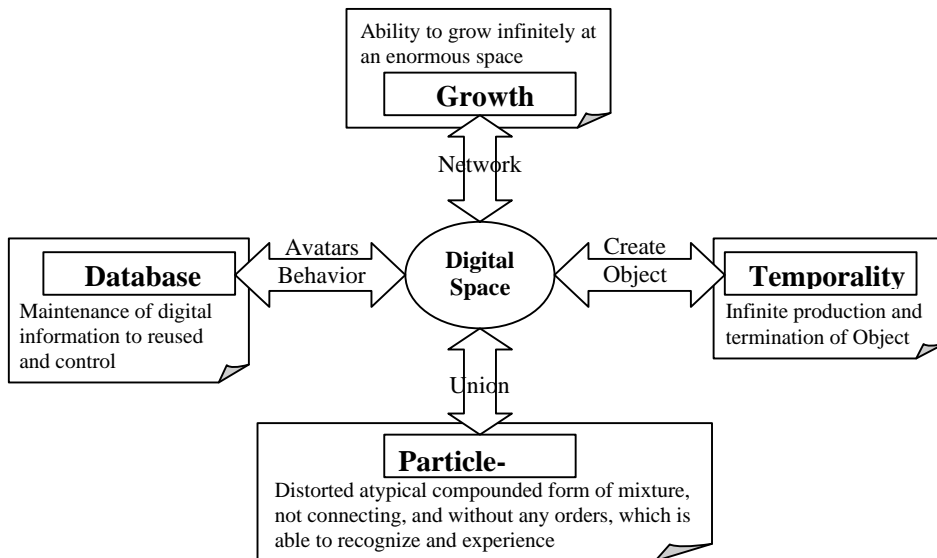 Ability to grow infinitely at
an enormous space
Growth
Network
Database
Maintenance of digital
information to reused
and control
Avatars
Behavior
Digital
Space
Create
Object
Temporality
Infinite production and
termination of Object
Union
Particle-
Distorted atypical compounded form of mixture,
not connecting, and without any orders, which is
able to recognize and experience